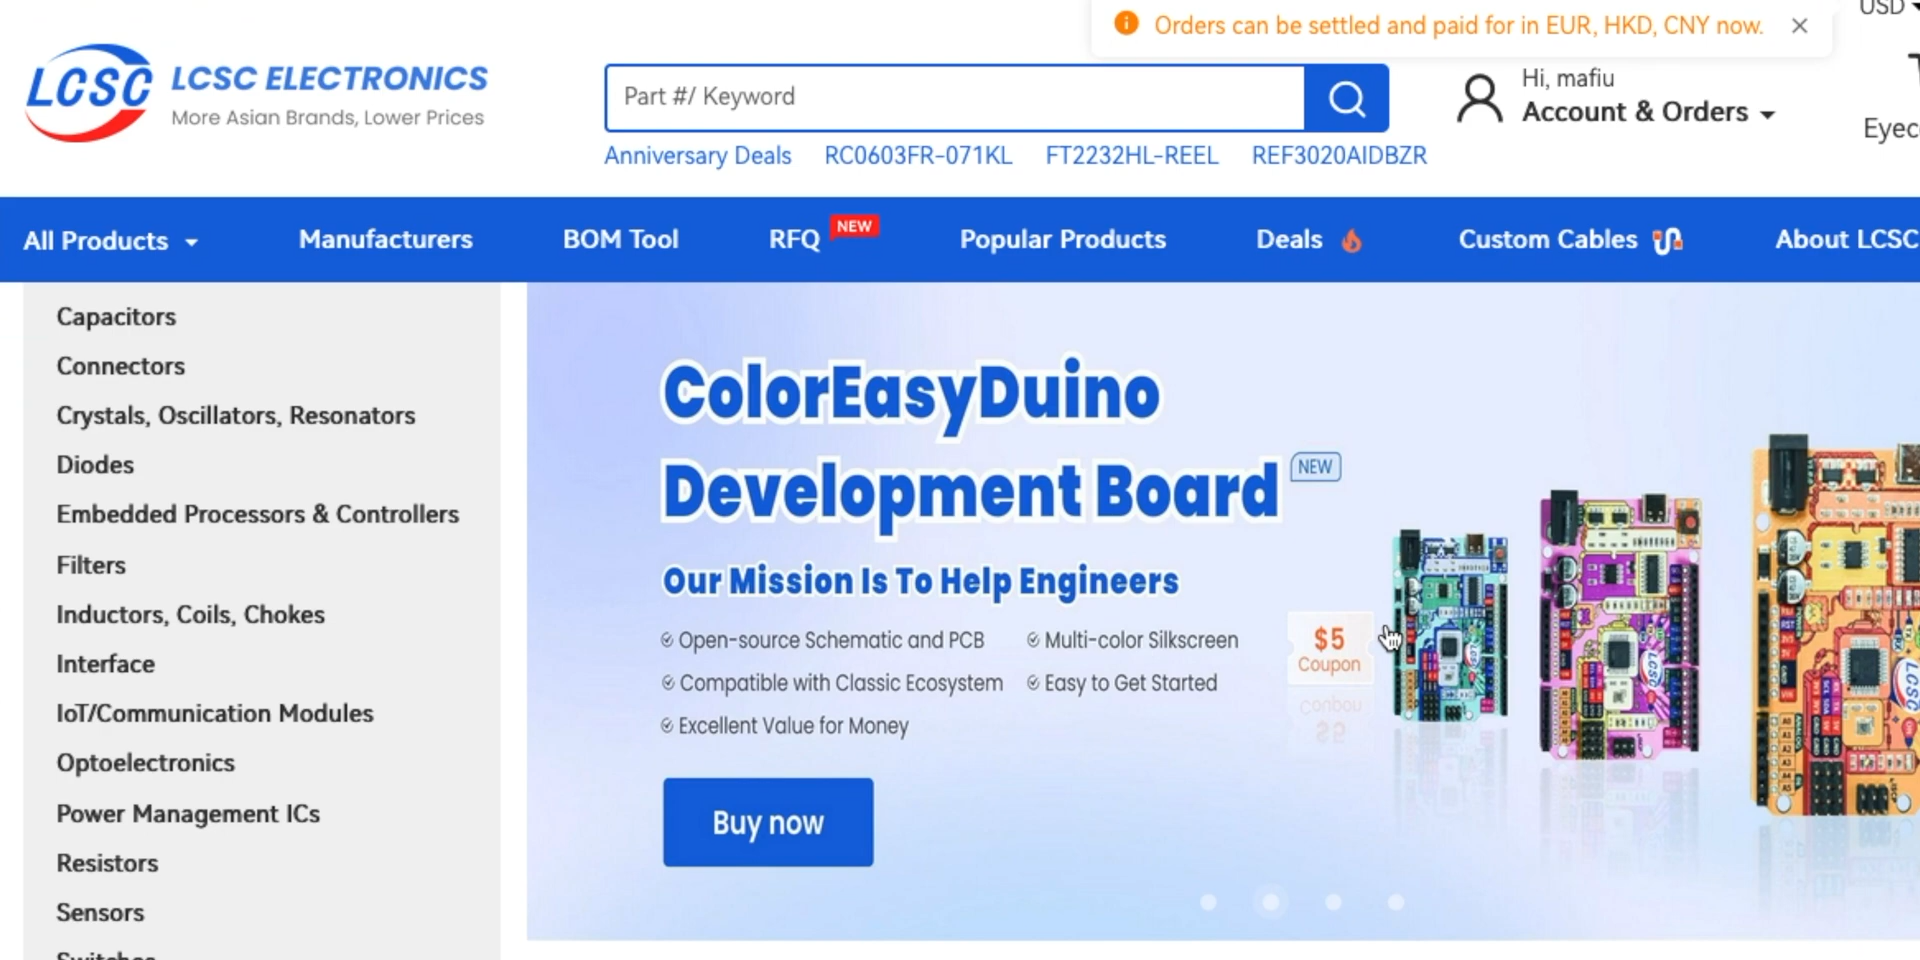 USD
Orders can be settled and paid for in EUR, HKD, CNY now.
LCSC
LCSC ELECTRONICS
More Asian Brands, Lower Prices
Part #/ Keyword
Hi, mafiu
Account & Orders
Eyec
Anniversary Deals RC0603FR-071KL FT2232HL-REEL REF3020AIDBZR
All Products Manufacturers BOM Tool RFQ NEW Popular Products Deals Custom Cables About LCSC
Capacitors
Connectors
Crystals, Oscillators, Resonators
Diodes
Embedded Processors & Controllers
Filters
Inductors, Coils, Chokes
Interface
IoT/Communication Modules
Optoelectronics
Power Management ICs
Resistors
Sensors
Switches
ColorEasyDuino
Development Board NEW
Our Mission Is To Help Engineers
Open-source Schematic and PCB Multi-color Silkscreen
Compatible with Classic Ecosystem Easy to Get Started
Excellent Value for Money
$5
Coupon
Buy now